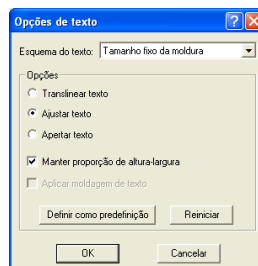 Opções de texto
Esquema do texto: Tamanho fixo da moldura
Opções
Translinear texto
Ajustar texto
Apertar texto
Manter proporção de altura-largura
Aplicar moldagem de texto
Definir como predefinição Reiniciar
OK Cancelar